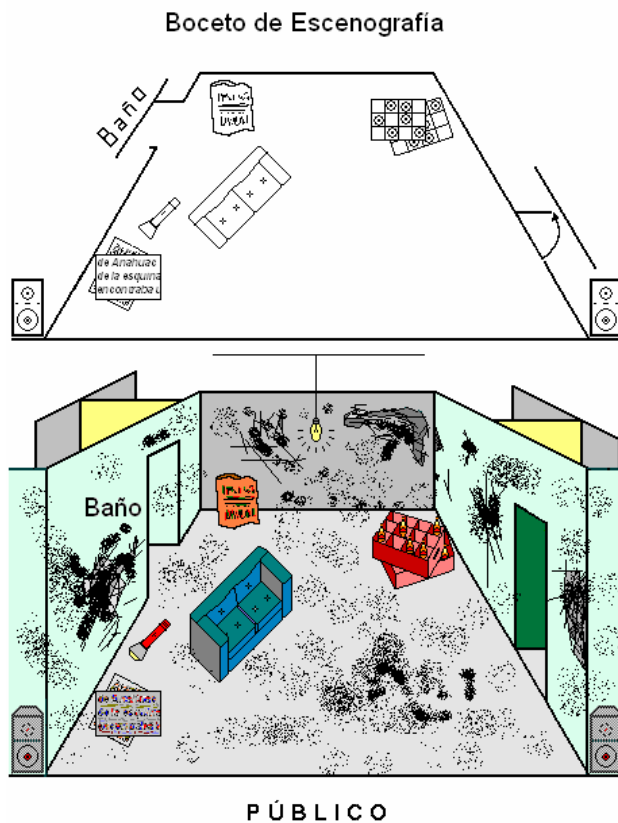 Boceto de Escenografía
Baño
de Anahuac
de la esquina
encontraba u
Baño
PÚBLICO